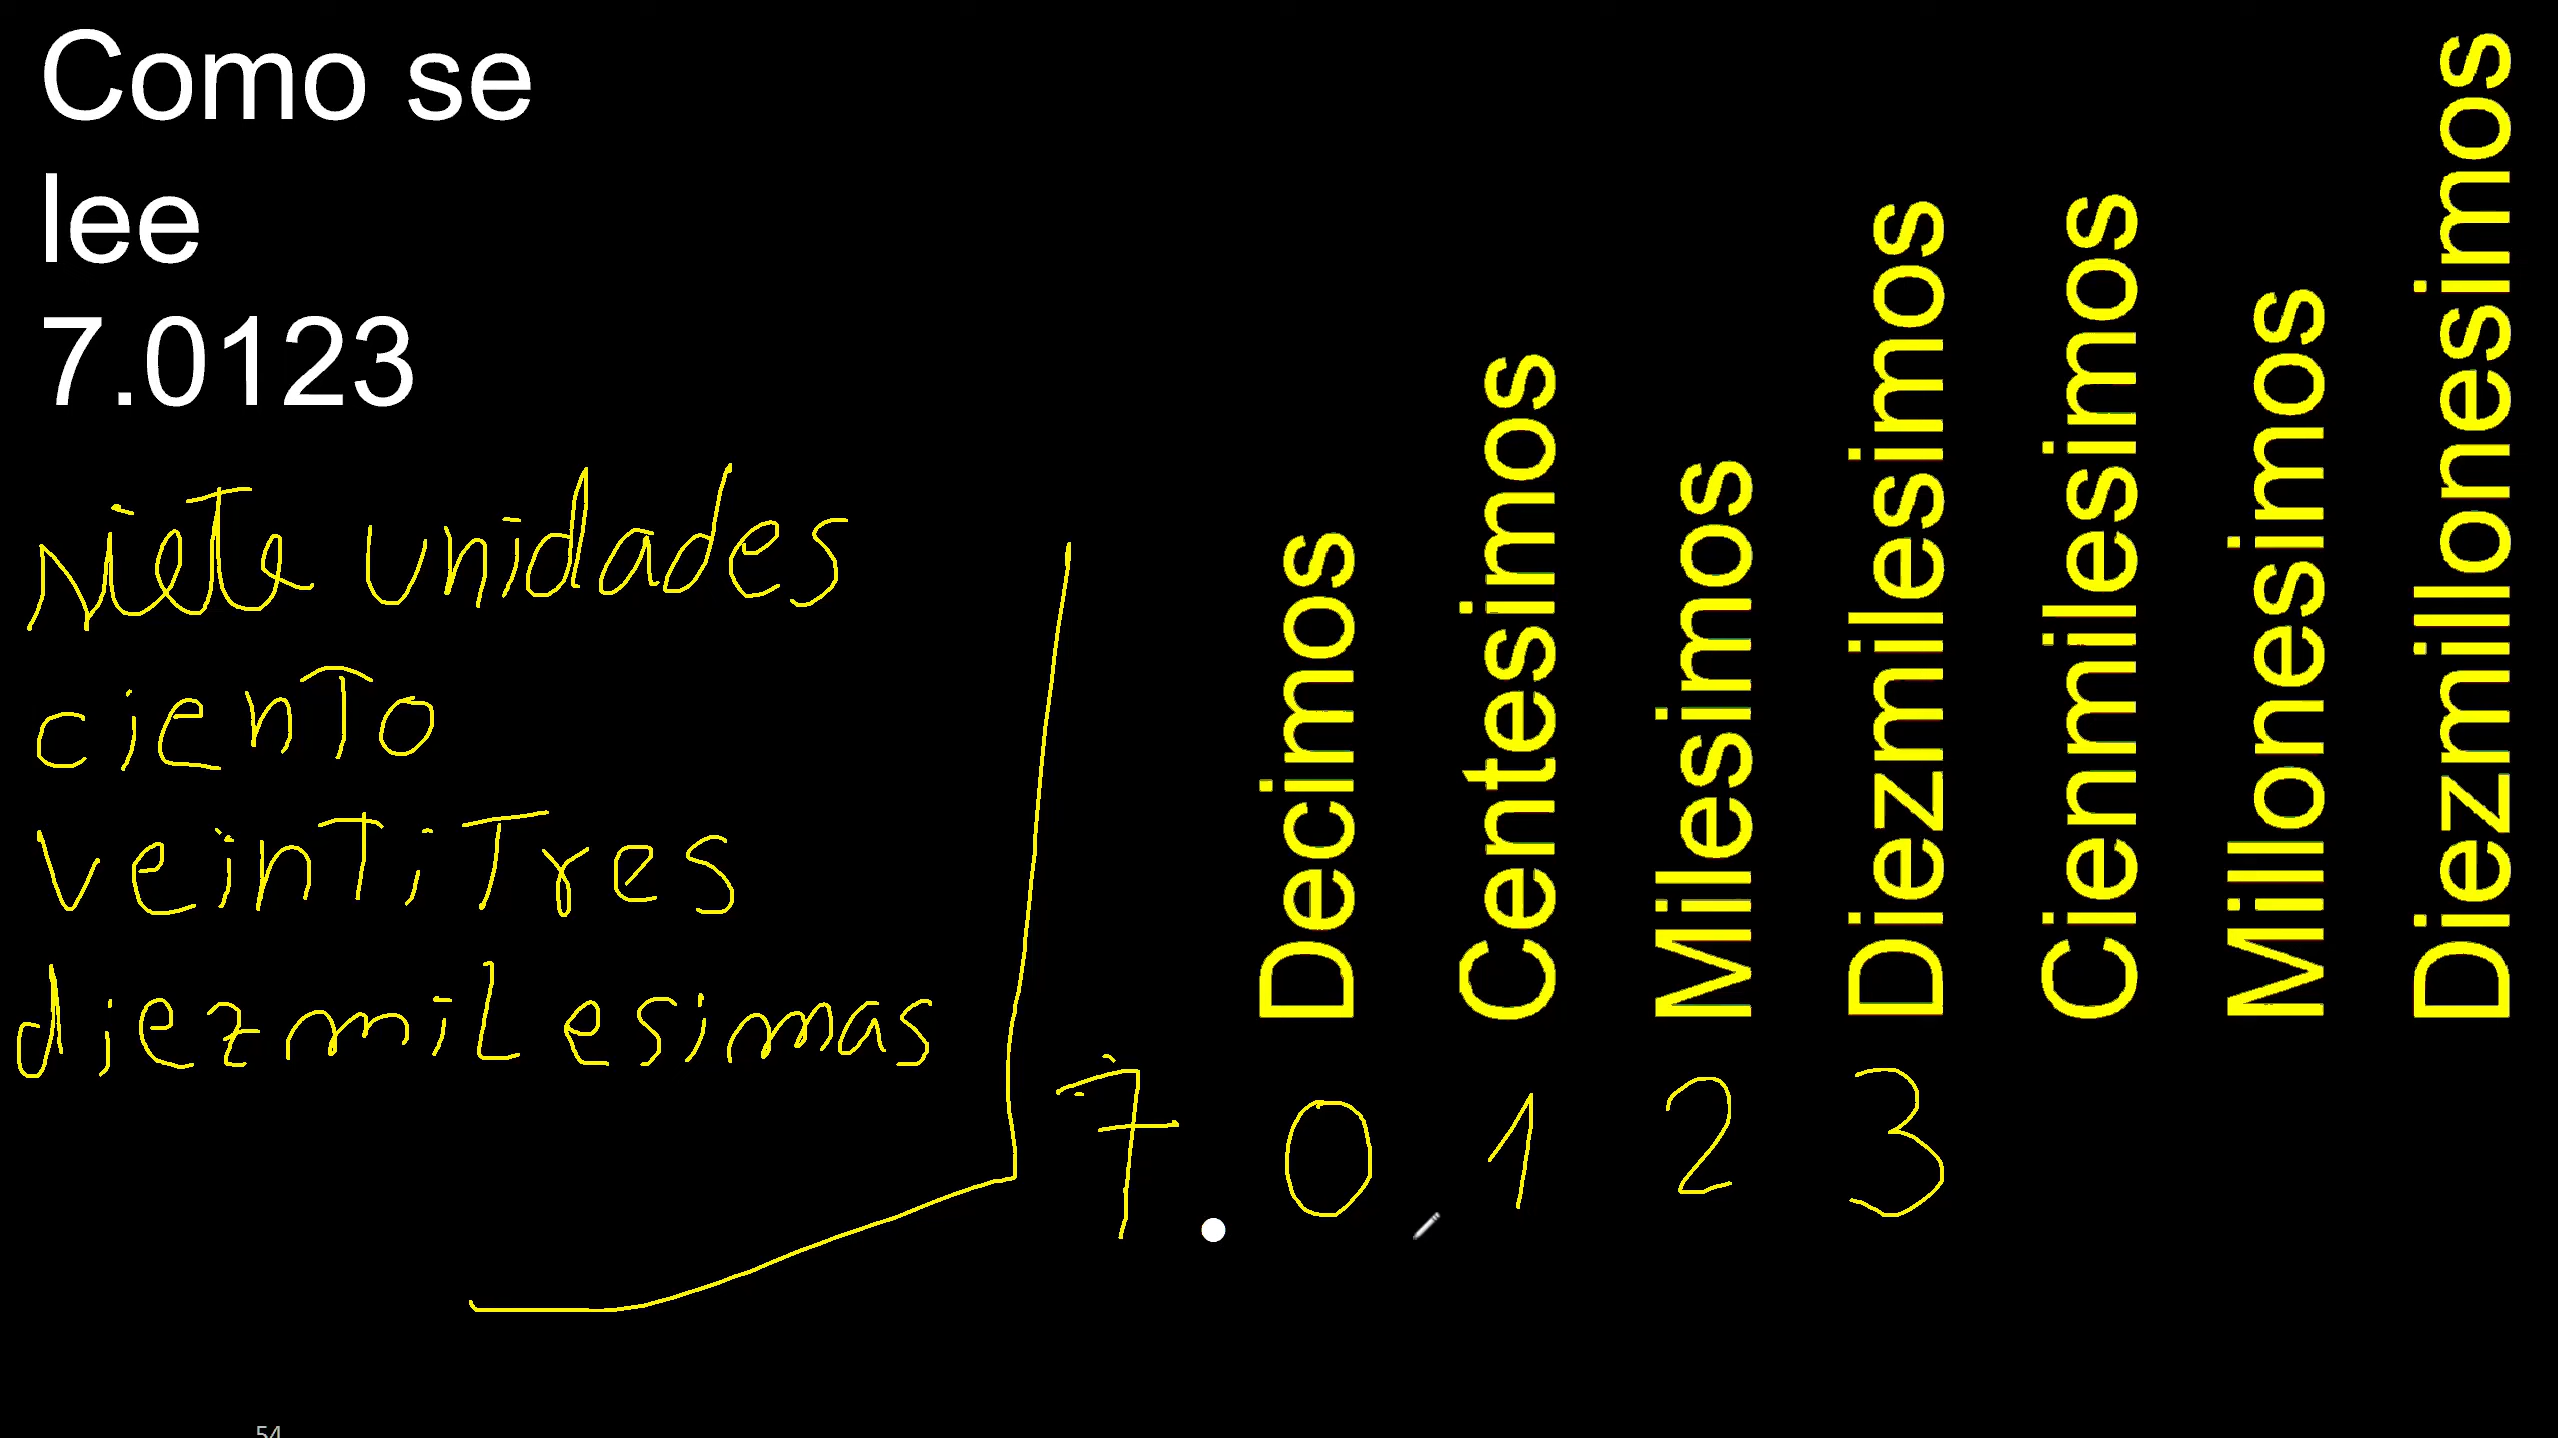 Como se
lee
7.0123
siete unidades
ciento
veintitres
diezmilesimas
Decimos
Centesimos
Millesimos
Diezmilesimos
Cienmilesimos
Millonesimos
Diezmillonesimos
7.0123
54